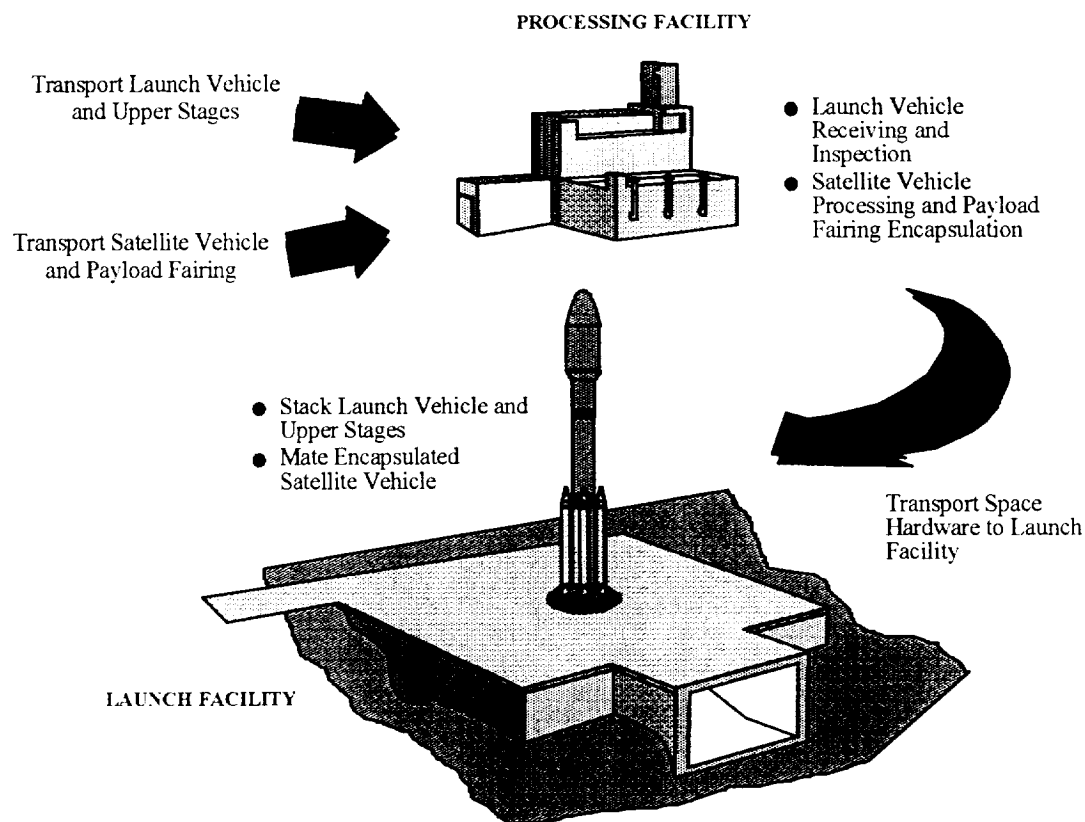 PROCESSING FACILITY
Transport Launch Vehicle
and Upper Stages
● Launch Vehicle
Receiving and
Inspection
● Satellite Vehicle
Processing and Payload
Fairing Encapsulation
Transport Satellite Vehicle
and Payload Fairing
● Stack Launch Vehicle and
Upper Stages
● Mate Encapsulated
Satellite Vehicle
Transport Space
Hardware to Launch
Facility
LAUNCH FACILITY